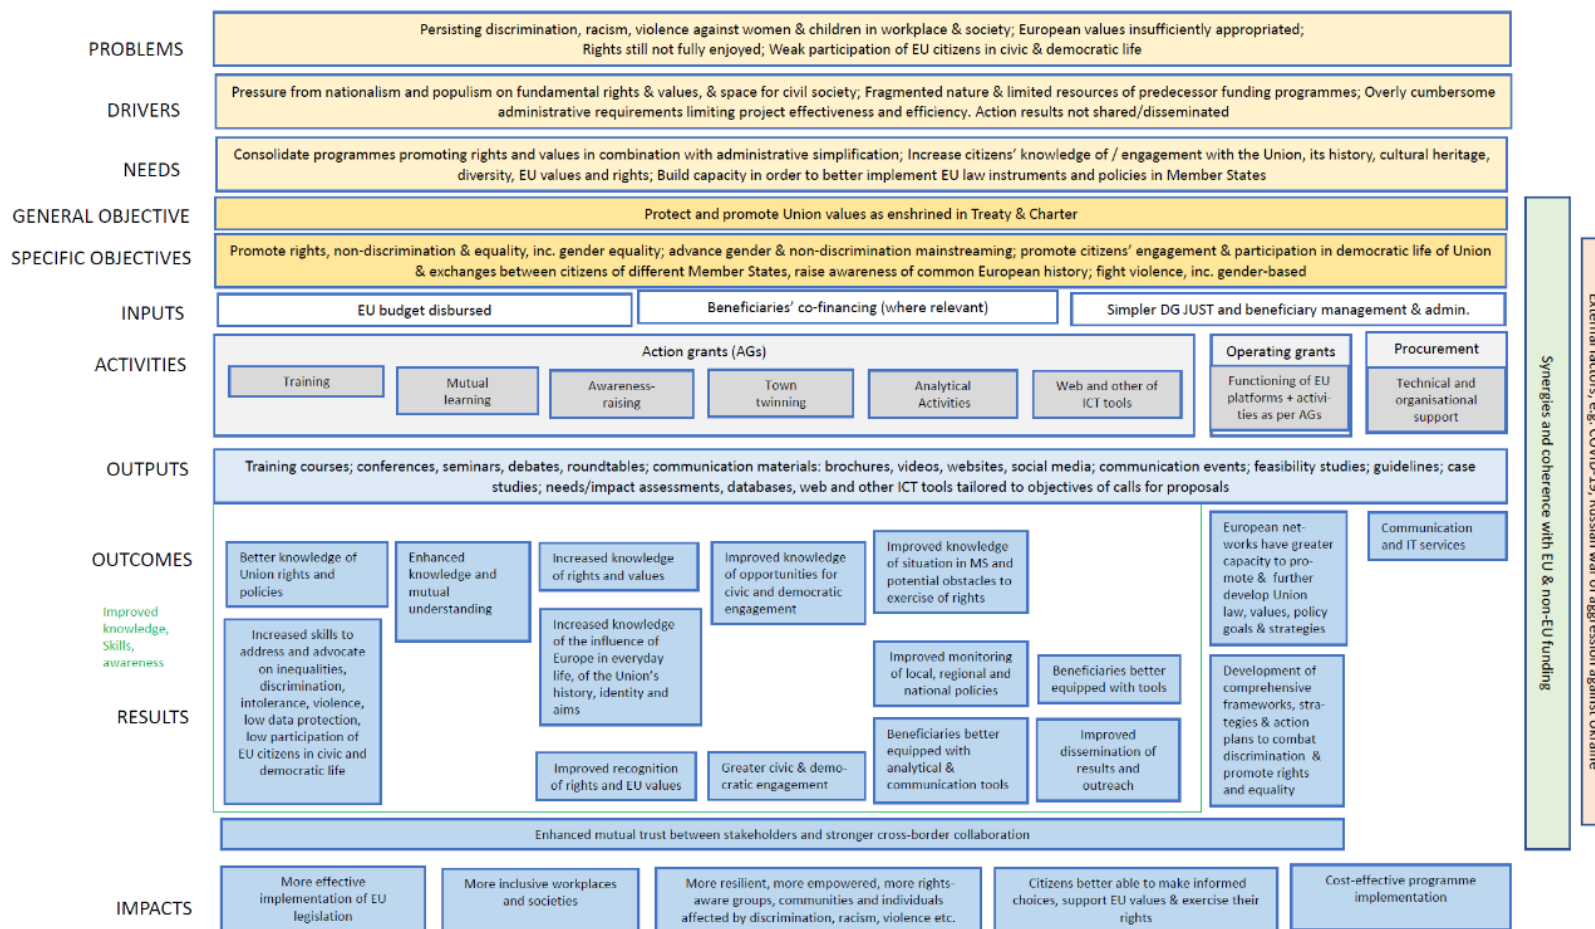 PROBLEMS
Persisting discrimination, racism, violence against women & children in workplace & society; European values insufficiently appropriated;
Rights still not fully enjoyed; Weak participation of EU citizens in civic & democratic life
DRIVERS
Pressure from nationalism and populism on fundamental rights & values, & space for civil society; Fragmented nature & limited resources of predecessor funding programmes; Overly cumbersome
administrative requirements limiting project effectiveness and efficiency. Action results not shared/disseminated
NEEDS
Consolidate programmes promoting rights and values in combination with administrative simplification; Increase citizens' knowledge of / engagement with the Union, its history, cultural heritage,
diversity, EU values and rights; Build capacity in order to better implement EU law instruments and policies in Member States
GENERAL OBJECTIVE
Protect and promote Union values as enshrined in Treaty & Charter
SPECIFIC OBJECTIVES
Promote rights, non-discrimination & equality, inc. gender equality; advance gender & non-discrimination mainstreaming; promote citizens' engagement & participation in democratic life of Union
& exchanges between citizens of different Member States, raise awareness of common European history; fight violence, inc. gender-based
INPUTS
EU budget disbursed
Beneficiaries' co-financing (where relevant)
Simpler DG JUST and beneficiary management & admin.
ACTIVITIES
Action grants (AGs)
Training
Mutual
learning
Awareness-
raising
Town
twinning
Analytical
Activities
Web and other of
ICT tools
Operating grants
Functioning of EU
platforms + activi-
ties as per AGs
Procurement
Technical and
organisational
support
OUTPUTS
Training courses; conferences, seminars, debates, roundtables; communication materials: brochures, videos, websites, social media; communication events; feasibility studies; guidelines; case
studies; needs/impact assessments, databases, web and other ICT tools tailored to objectives of calls for proposals
OUTCOMES
Improved
knowledge,
Skills,
awareness
RESULTS
Better knowledge of
Union rights and
policies
Increased skills to
address and advocate
on inequalities,
discrimination,
intolerance, violence,
low data protection,
low participation of
EU citizens in civic and
democratic life
Enhanced
knowledge and
mutual
understanding
Increased knowledge
of rights and values
Increased knowledge
of the influence of
Europe in everyday
life, of the Union's
history, identity and
aims
Improved recognition
of rights and EU values
Improved knowledge
of opportunities for
civic and democratic
engagement
Greater civic & demo-
cratic engagement
Improved knowledge
of situation in MS and
potential obstacles to
exercise of rights
Improved monitoring
of local, regional and
national policies
Beneficiaries better
equipped with
analytical &
communication tools
Beneficiaries better
equipped with tools
Improved
dissemination of
results and
outreach
European net-
works have greater
capacity to pro-
mote & further
develop Union
law, values, policy
goals & strategies
Development of
comprehensive
frameworks, stra-
tegies & action
plans to combat
discrimination &
promote rights
and equality
Communication
and IT services
Enhanced mutual trust between stakeholders and stronger cross-border collaboration
IMPACTS
More effective
implementation of EU
legislation
More inclusive workplaces
and societies
More resilient, more empowered, more rights-
aware groups, communities and individuals
affected by discrimination, racism, violence etc.
Citizens better able to make informed
choices, support EU values & exercise their
rights
Cost-effective programme
implementation
Synergies and coherence with EU & non-EU funding
External factors, e.g. COVID-19, Russian war of aggression against Ukraine